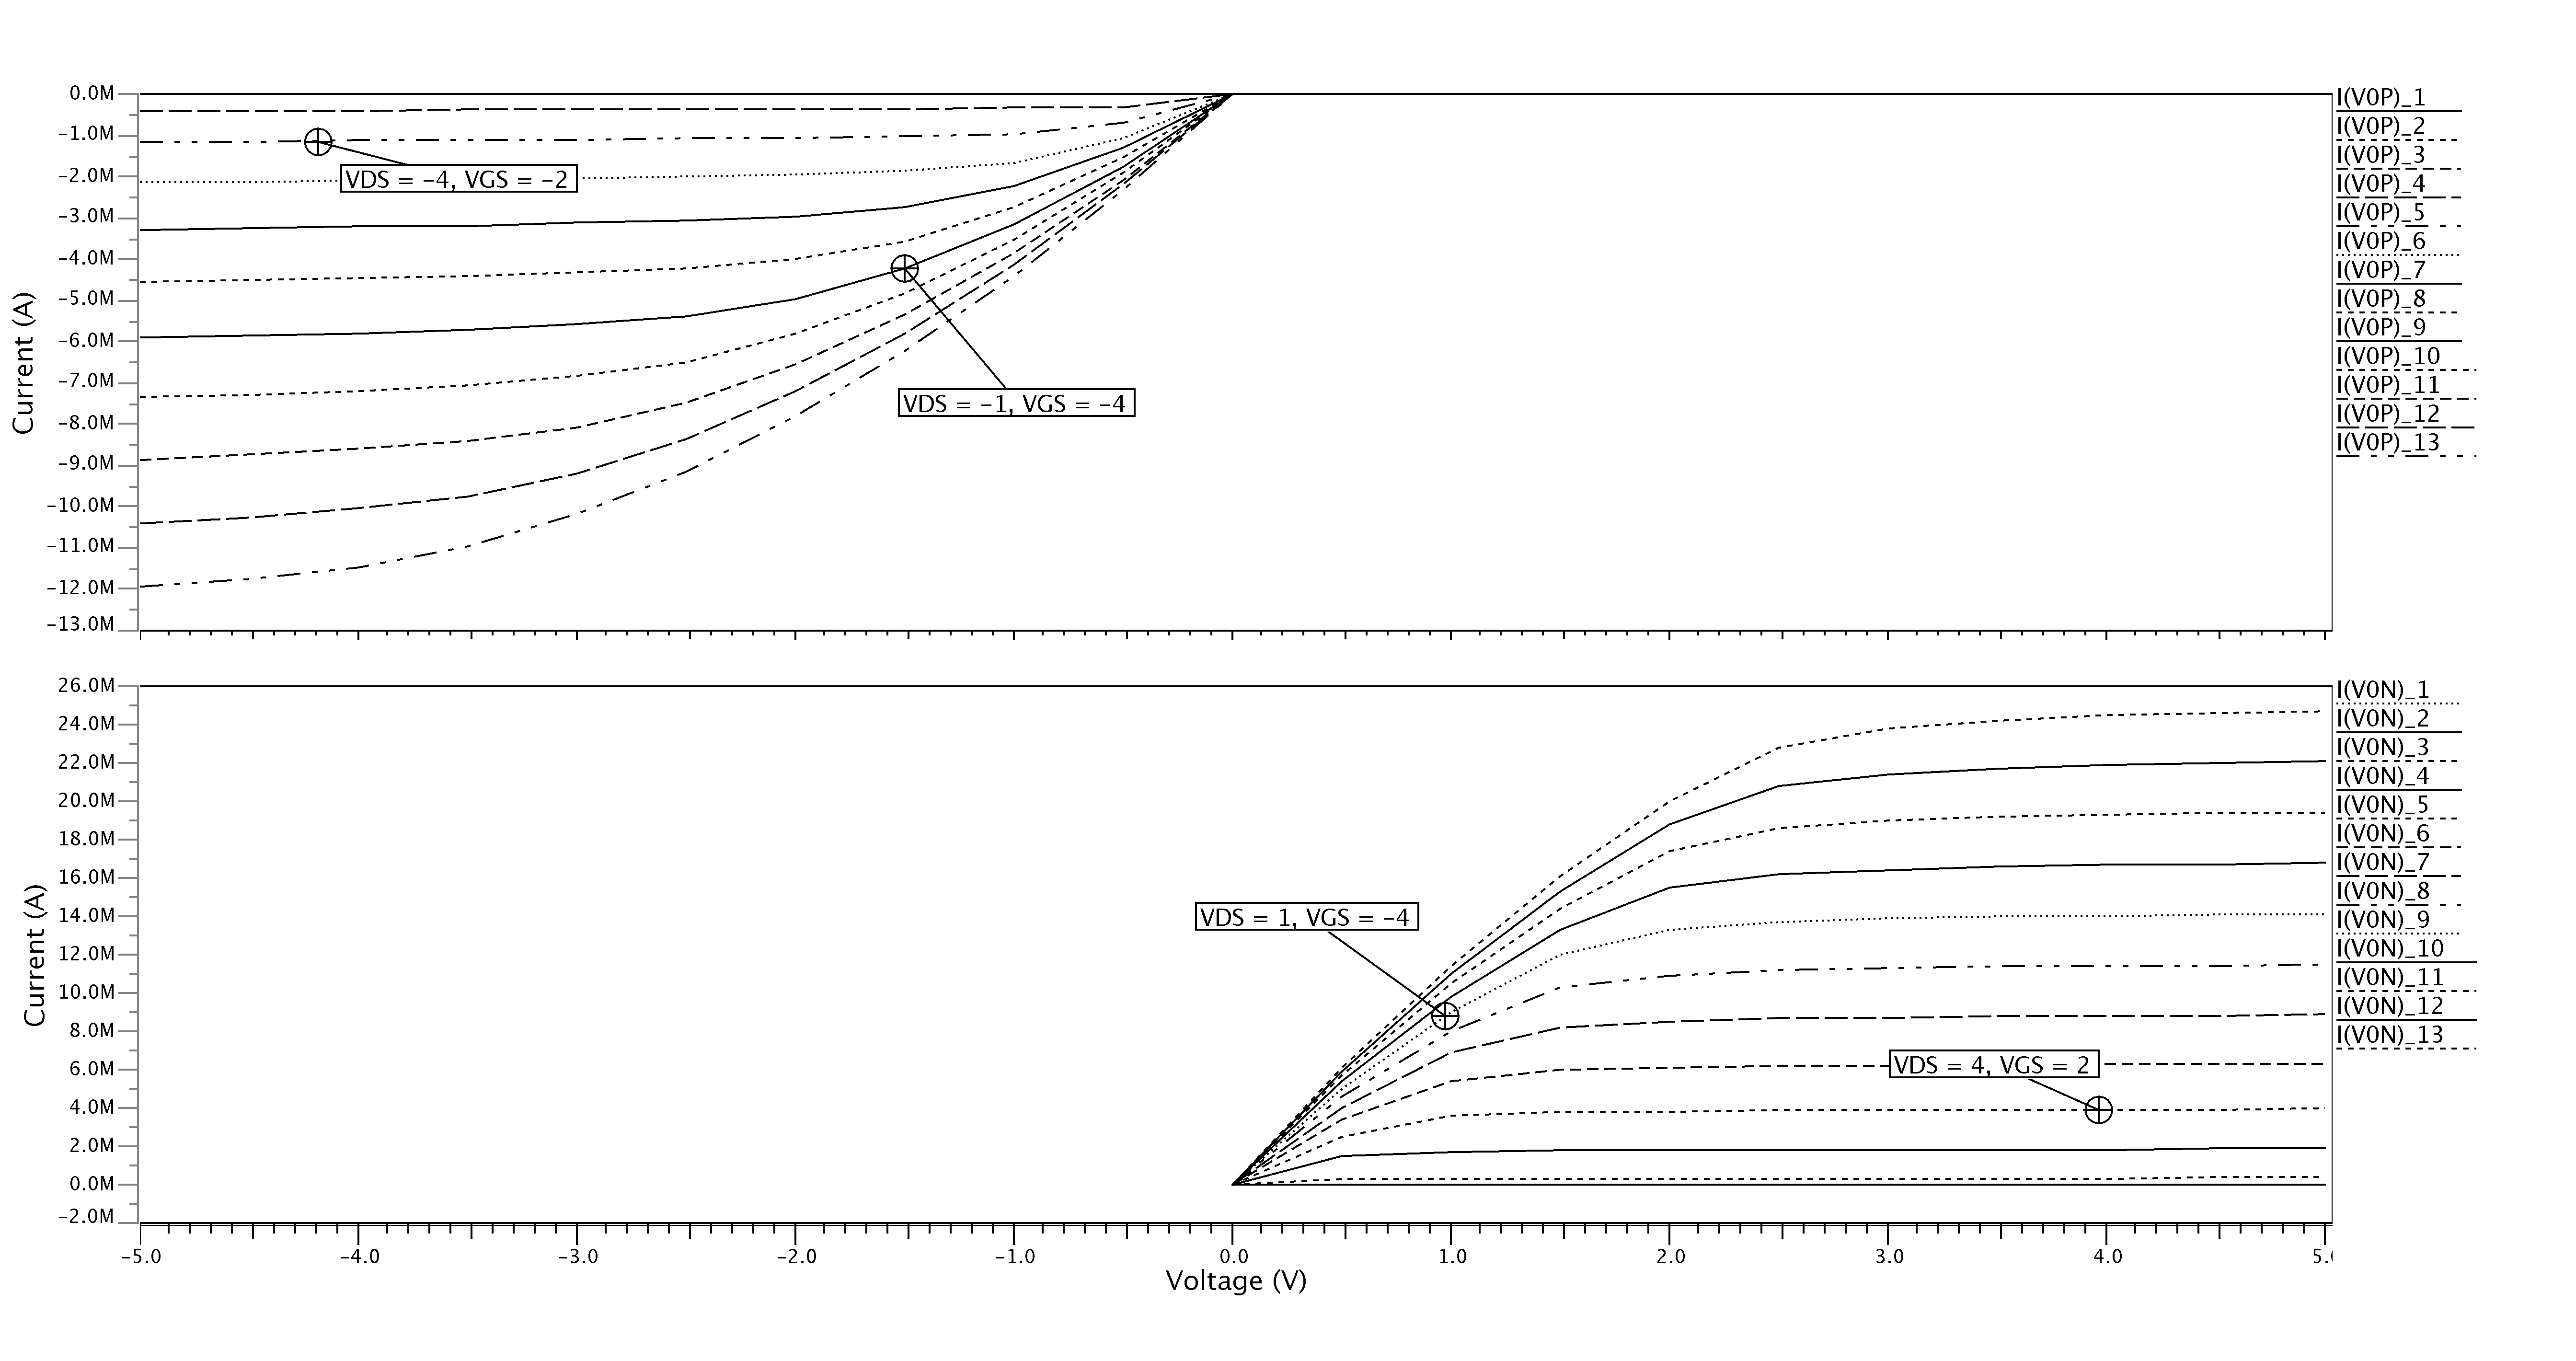 0.0M
-1.0M
-2.0M
-3.0M
-4.0M
-5.0M
-6.0M
-7.0M
-8.0M
-9.0M
-10.0M
-11.0M
-12.0M
-13.0M
Current (A)
VDS = -4, VGS = -2
VDS = -1, VGS = -4
I(V0P)_1
I(V0P)_2
I(V0P)_3
I(V0P)_4
I(V0P)_5
I(V0P)_6
I(V0P)_7
I(V0P)_8
I(V0P)_9
I(V0P)_10
I(V0P)_11
I(V0P)_12
I(V0P)_13
26.0M
24.0M
22.0M
20.0M
18.0M
16.0M
14.0M
12.0M
10.0M
8.0M
6.0M
4.0M
2.0M
0.0M
-2.0M
Current (A)
VDS = 1, VGS = -4
VDS = 4, VGS = 2
I(V0N)_1
I(V0N)_2
I(V0N)_3
I(V0N)_4
I(V0N)_5
I(V0N)_6
I(V0N)_7
I(V0N)_8
I(V0N)_9
I(V0N)_10
I(V0N)_11
I(V0N)_12
I(V0N)_13
-5.0 -4.0 -3.0 -2.0 -1.0 0.0 1.0 2.0 3.0 4.0 5.0
Voltage (V)